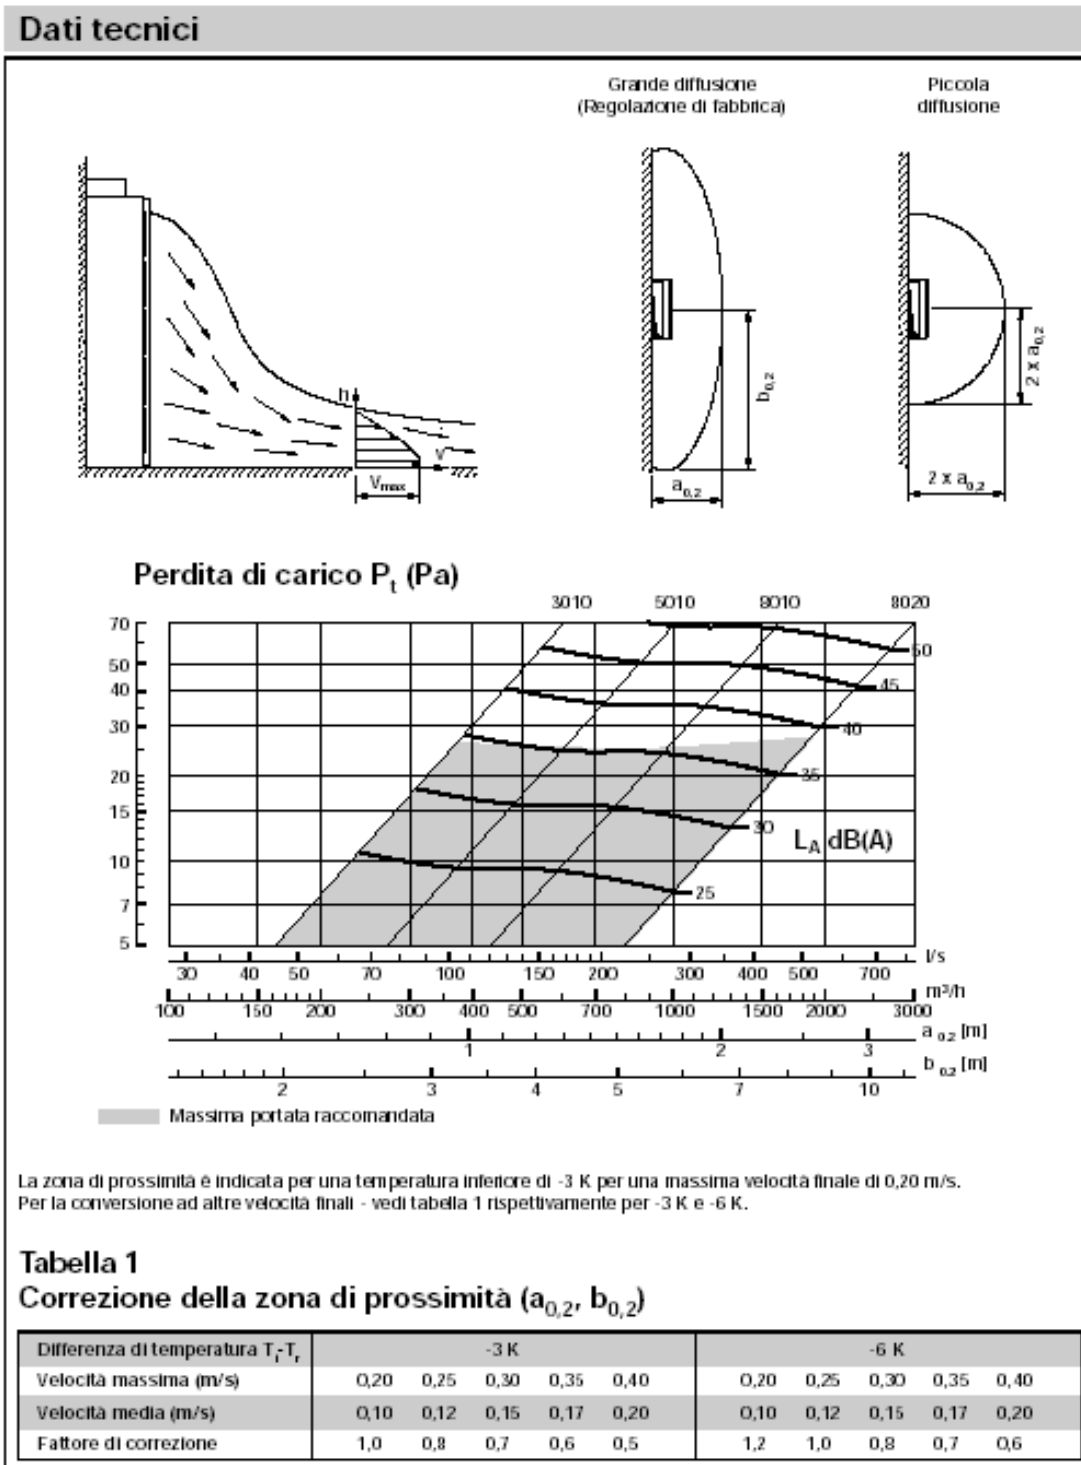 Dati tecnici
Grande diffusione
(Regolazione di fabbrica)
Piccola
diffusione
h
v
Vmax
b0,2
a0,2
2 x a0,2
2 x a0,2
Perdita di carico Pt (Pa)
3010 5010 8010 8020
70
50
40
30
20
15
10
7
5
50
45
40
35
30
25
LA dB(A)
30 40 50 70 100 150 200 300 400 500 700 l/s
100 150 200 300 400 500 700 1000 1500 2000 3000 m³/h
1 2 3 a 0,2 [m]
2 3 4 5 7 10 b 0,2 [m]
Massima portata raccomandata
La zona di prossimità è indicata per una temperatura inferiore di -3 K per una massima velocità finale di 0,20 m/s.
Per la conversione ad altre velocità finali - vedi tabella 1 rispettivamente per -3 K e -6 K.
Tabella 1
Correzione della zona di prossimità (a0,2, b0,2)
Differenza di temperatura Ti-Tr -3 K -6 K
Velocità massima (m/s) 0,20 0,25 0,30 0,35 0,40 0,20 0,25 0,30 0,35 0,40
Velocità media (m/s) 0,10 0,12 0,15 0,17 0,20 0,10 0,12 0,15 0,17 0,20
Fattore di correzione 1,0 0,8 0,7 0,6 0,5 1,2 1,0 0,8 0,7 0,6